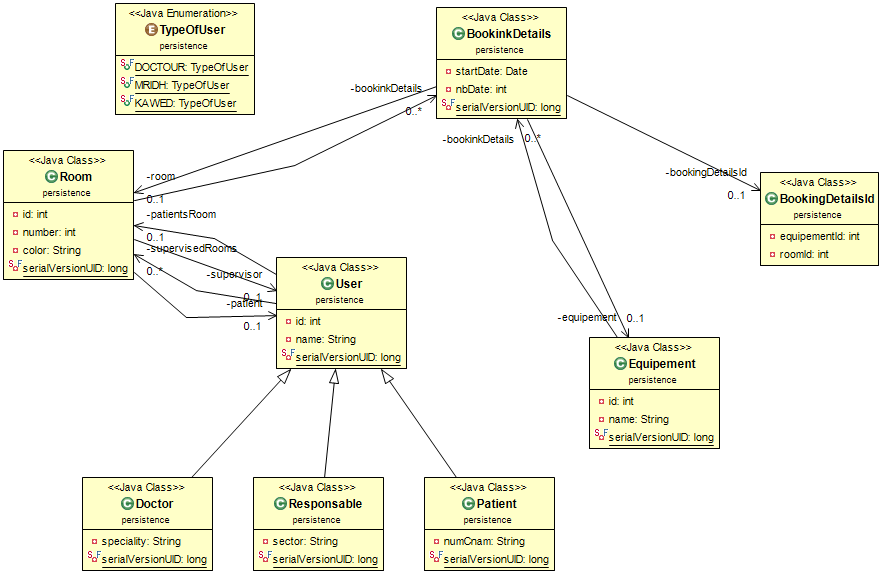 <<Java Enumeration>>
TypeOfUser
persistence
DOCTOUR: TypeOfUser
MRIDH: TypeOfUser
KAWED: TypeOfUser
<<Java Class>>
BookinkDetails
persistence
startDate: Date
nbDate: int
serialVersionUID: long
-bookinkDetails
0..*
-bookinkDetails
0..*
<<Java Class>>
Room
persistence
id: int
number: int
color: String
serialVersionUID: long
-room
0..1
-patientsRoom
0..1
-supervisedRooms
0..*
-supervisor
0..1
-patient
0..1
-bookingDetailsId
0..1
<<Java Class>>
BookingDetailsId
persistence
equipementId: int
roomId: int
<<Java Class>>
User
persistence
id: int
name: String
serialVersionUID: long
-equipement
0..1
<<Java Class>>
Equipement
persistence
id: int
name: String
serialVersionUID: long
<<Java Class>>
Doctor
persistence
speciality: String
serialVersionUID: long
<<Java Class>>
Responsable
persistence
sector: String
serialVersionUID: long
<<Java Class>>
Patient
persistence
numCnam: String
serialVersionUID: long